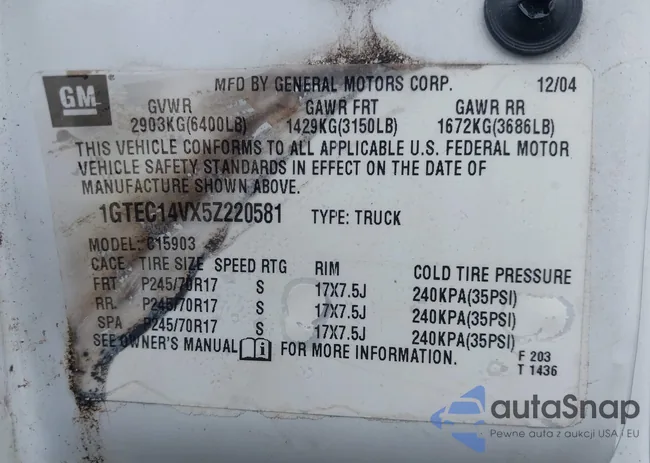 GM
MFD BY GENERAL MOTORS CORP. 12/04
GVWR GAWR FRT GAWR RR
2903KG(6400LB) 1429KG(3150LB) 1672KG(3686LB)
THIS VEHICLE CONFORMS TO ALL APPLICABLE U.S. FEDERAL MOTOR
VEHICLE SAFETY STANDARDS IN EFFECT ON THE DATE OF
MANUFACTURE SHOWN ABOVE.
1GTEC14VX5Z220581 TYPE: TRUCK
MODEL: C15903
CACE TIRE SIZE SPEED RTG RIM COLD TIRE PRESSURE
FRT P245/70R17 S 17X7.5J 240KPA(35PSI)
RR P245/70R17 S 17X7.5J 240KPA(35PSI)
SPA P245/70R17 S 17X7.5J 240KPA(35PSI)
SEE OWNER'S MANUAL FOR MORE INFORMATION.
F 203
T 1436
autaSnap
Pewne auta z aukcji USA i EU